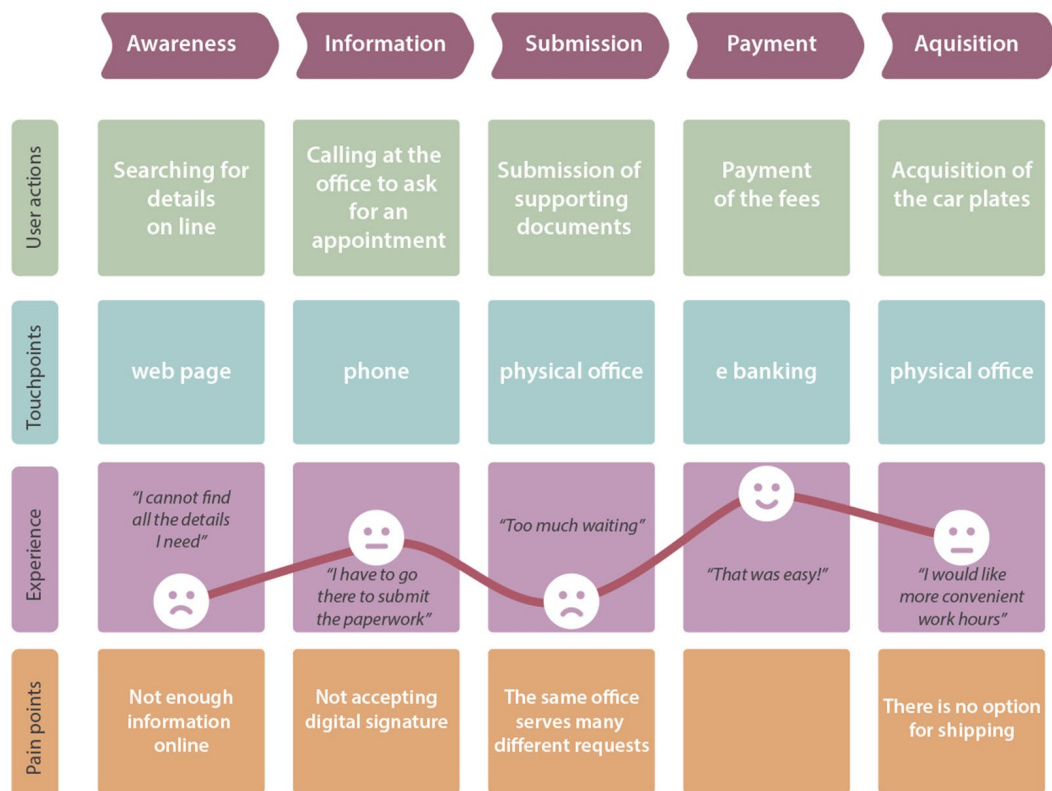 Awareness
Information
Submission
Payment
Aquisition
User actions
Searching for
details
on line
Calling at the
office to ask
for an
appointment
Submission of
supporting
documents
Payment
of the fees
Acquisition of
the car plates
Touchpoints
web page
phone
physical office
e banking
physical office
Experience
“I cannot find
all the details
I need”
“I have to go
there to submit
the paperwork”
“Too much waiting”
“That was easy!”
“I would like
more convenient
work hours”
Pain points
Not enough
information
online
Not accepting
digital signature
The same office
serves many
different requests
There is no option
for shipping